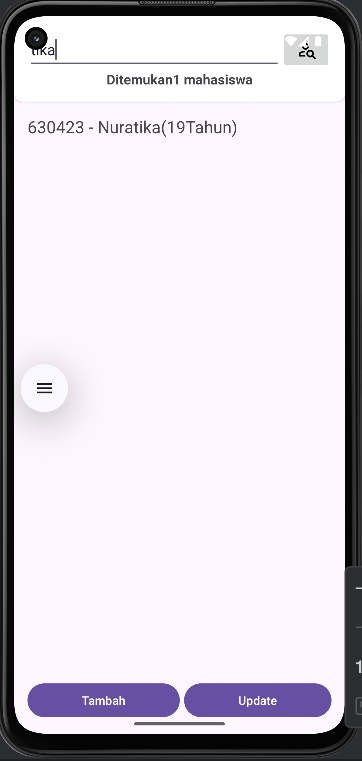 tika
Ditemukan1 mahasiswa
630423 - Nuratika(19Tahun)
Tambah
Update